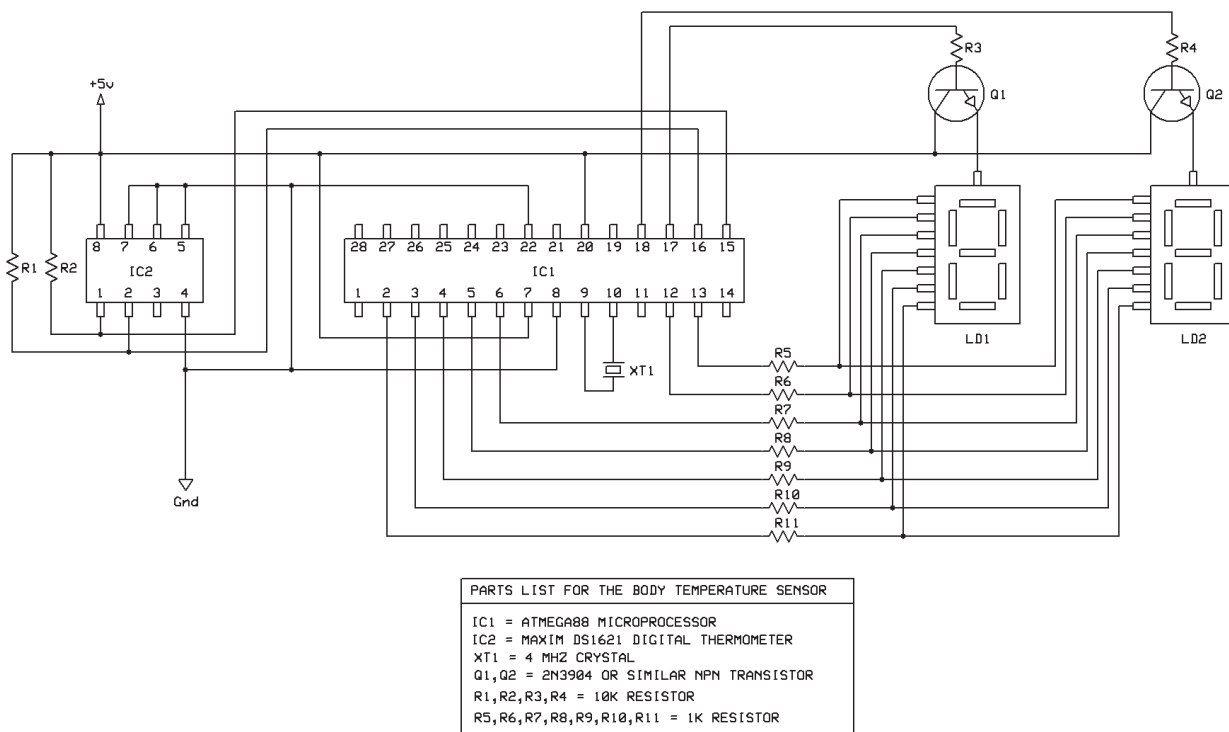 R3
R4
Q1
Q2
+5v
8 7 6 5
28 27 26 25 24 23 22 21 20 19 18 17 16 15
R1
R2
IC2
IC1
1 2 3 4
1 2 3 4 5 6 7 8 9 10 11 12 13 14
LD1
LD2
XT1
R5
R6
R7
R8
R9
R10
R11
Gnd
PARTS LIST FOR THE BODY TEMPERATURE SENSOR
IC1 = ATMEGA88 MICROPROCESSOR
IC2 = MAXIM DS1621 DIGITAL THERMOMETER
XT1 = 4 MHZ CRYSTAL
Q1,Q2 = 2N3904 OR SIMILAR NPN TRANSISTOR
R1,R2,R3,R4 = 10K RESISTOR
R5,R6,R7,R8,R9,R10,R11 = 1K RESISTOR